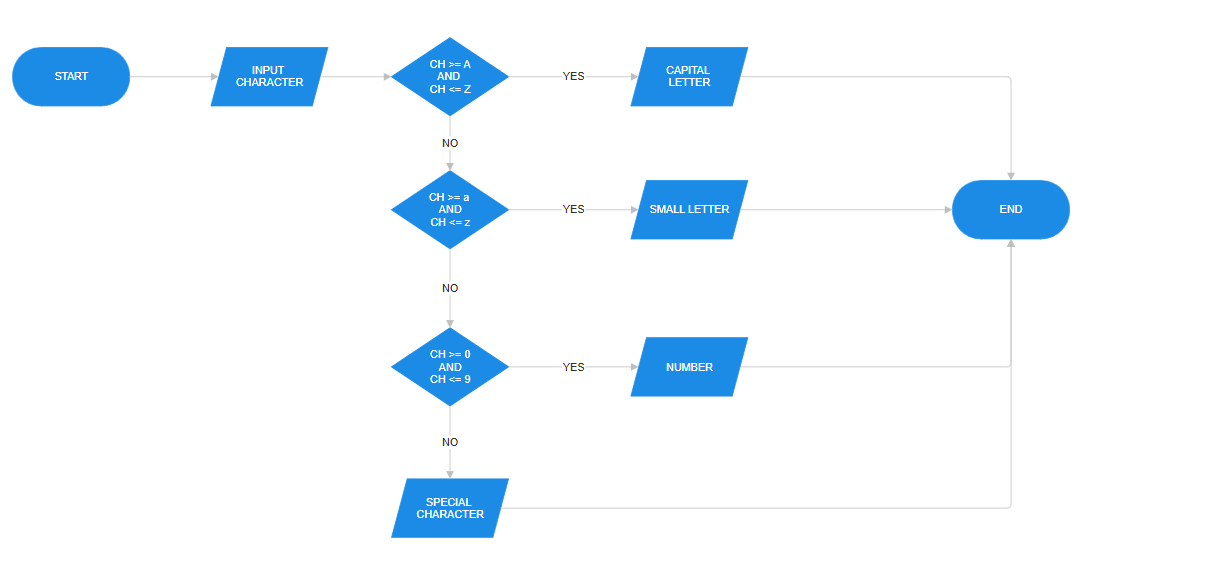 START
INPUT
CHARACTER
CH >= A
AND
CH <= Z
YES
CAPITAL
LETTER
NO
CH >= a
AND
CH <= z
YES
SMALL LETTER
END
NO
CH >= 0
AND
CH <= 9
YES
NUMBER
NO
SPECIAL
CHARACTER